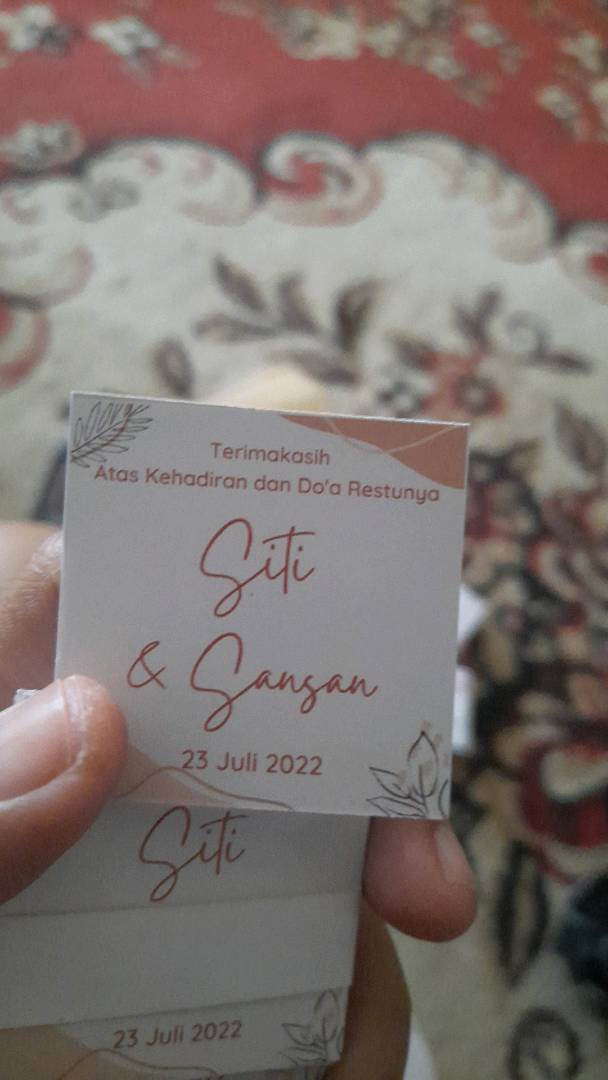 Terimakasih
Atas Kehadiran dan Do'a Restunya
Siti
& Sansan
23 Juli 2022
Siti
23 Juli 2022